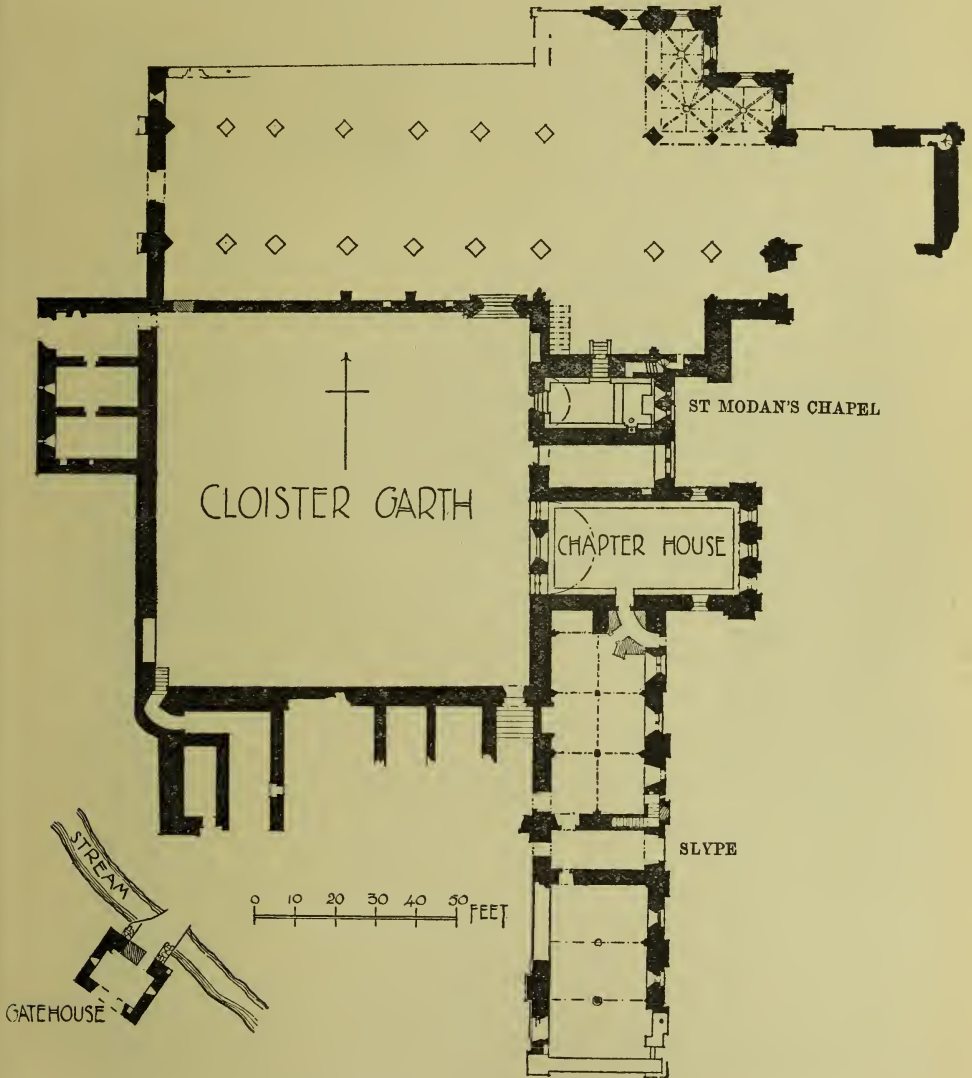 ST MODAN'S CHAPEL
CLOISTER GARTH
CHAPTER HOUSE
SLYPE
STREAM
0 10 20 30 40 50 FEET
GATEHOUSE